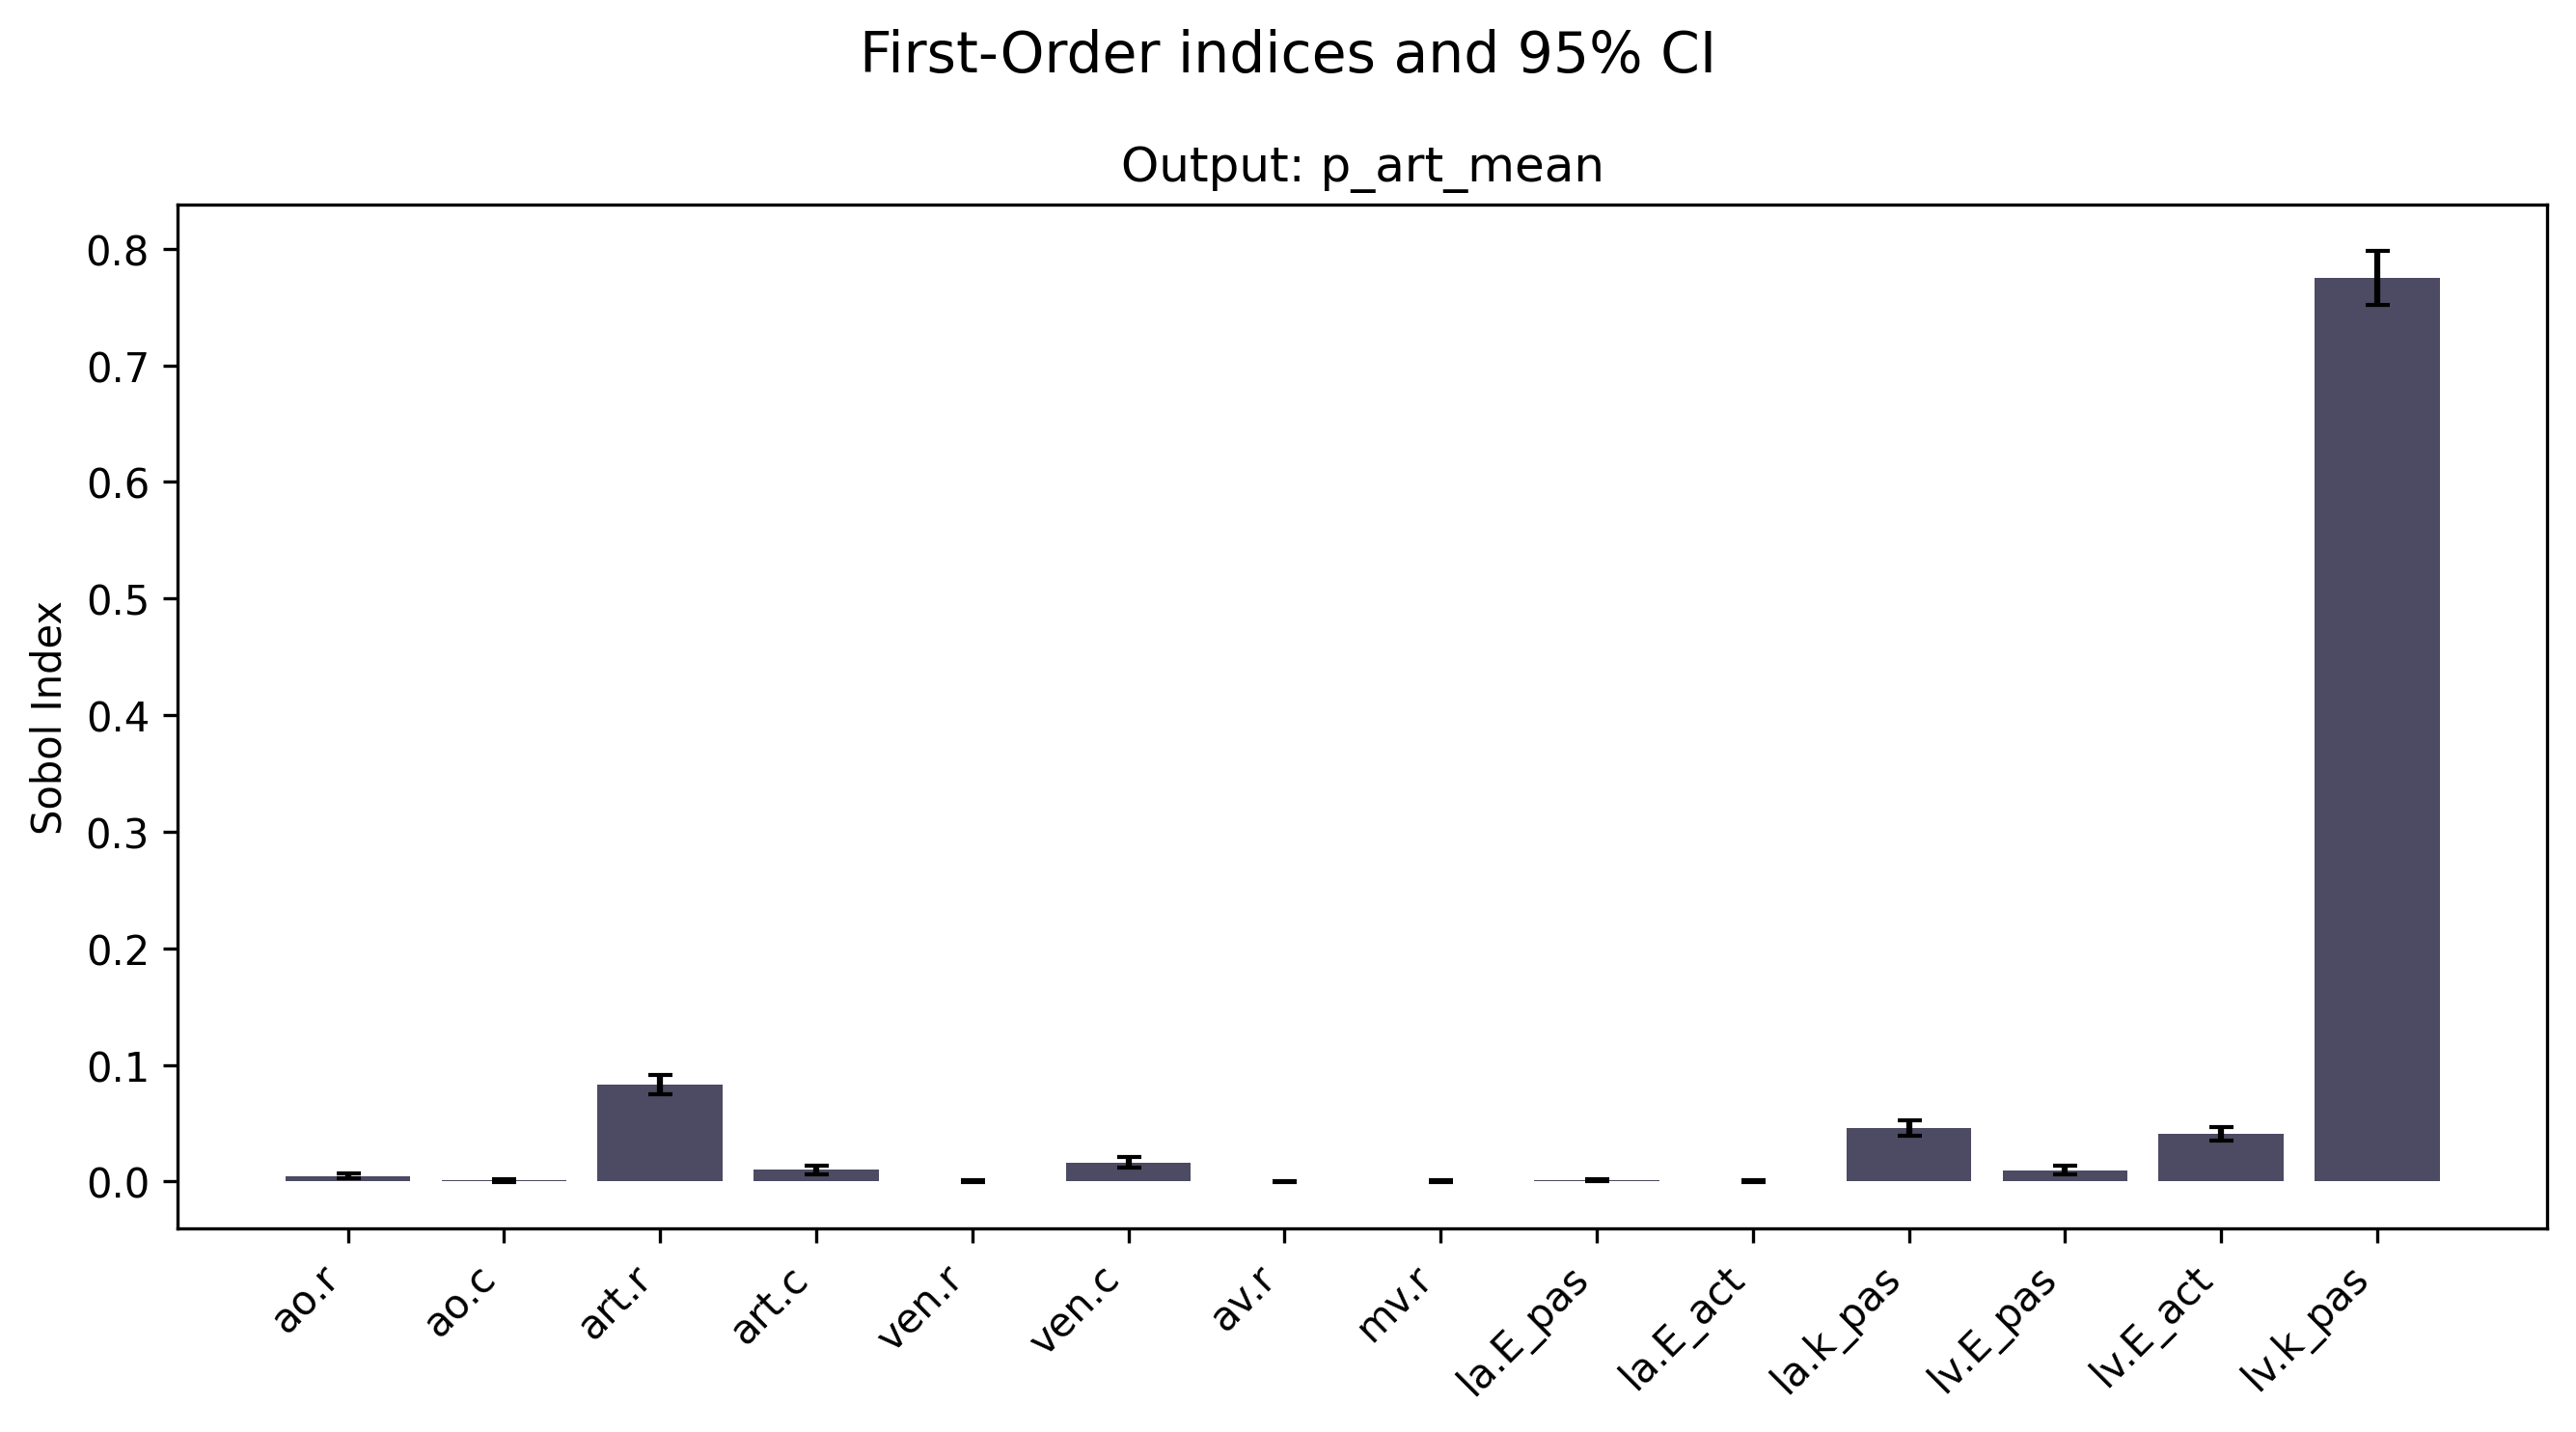 First-Order indices and 95% CI
Output: p_art_mean
Sobol Index
0.8
0.7
0.6
0.5
0.4
0.3
0.2
0.1
0.0
ao.r
ao.c
art.r
art.c
ven.r
ven.c
av.r
mv.r
la.E_pas
la.E_act
la.k_pas
lv.E_pas
lv.E_act
lv.k_pas